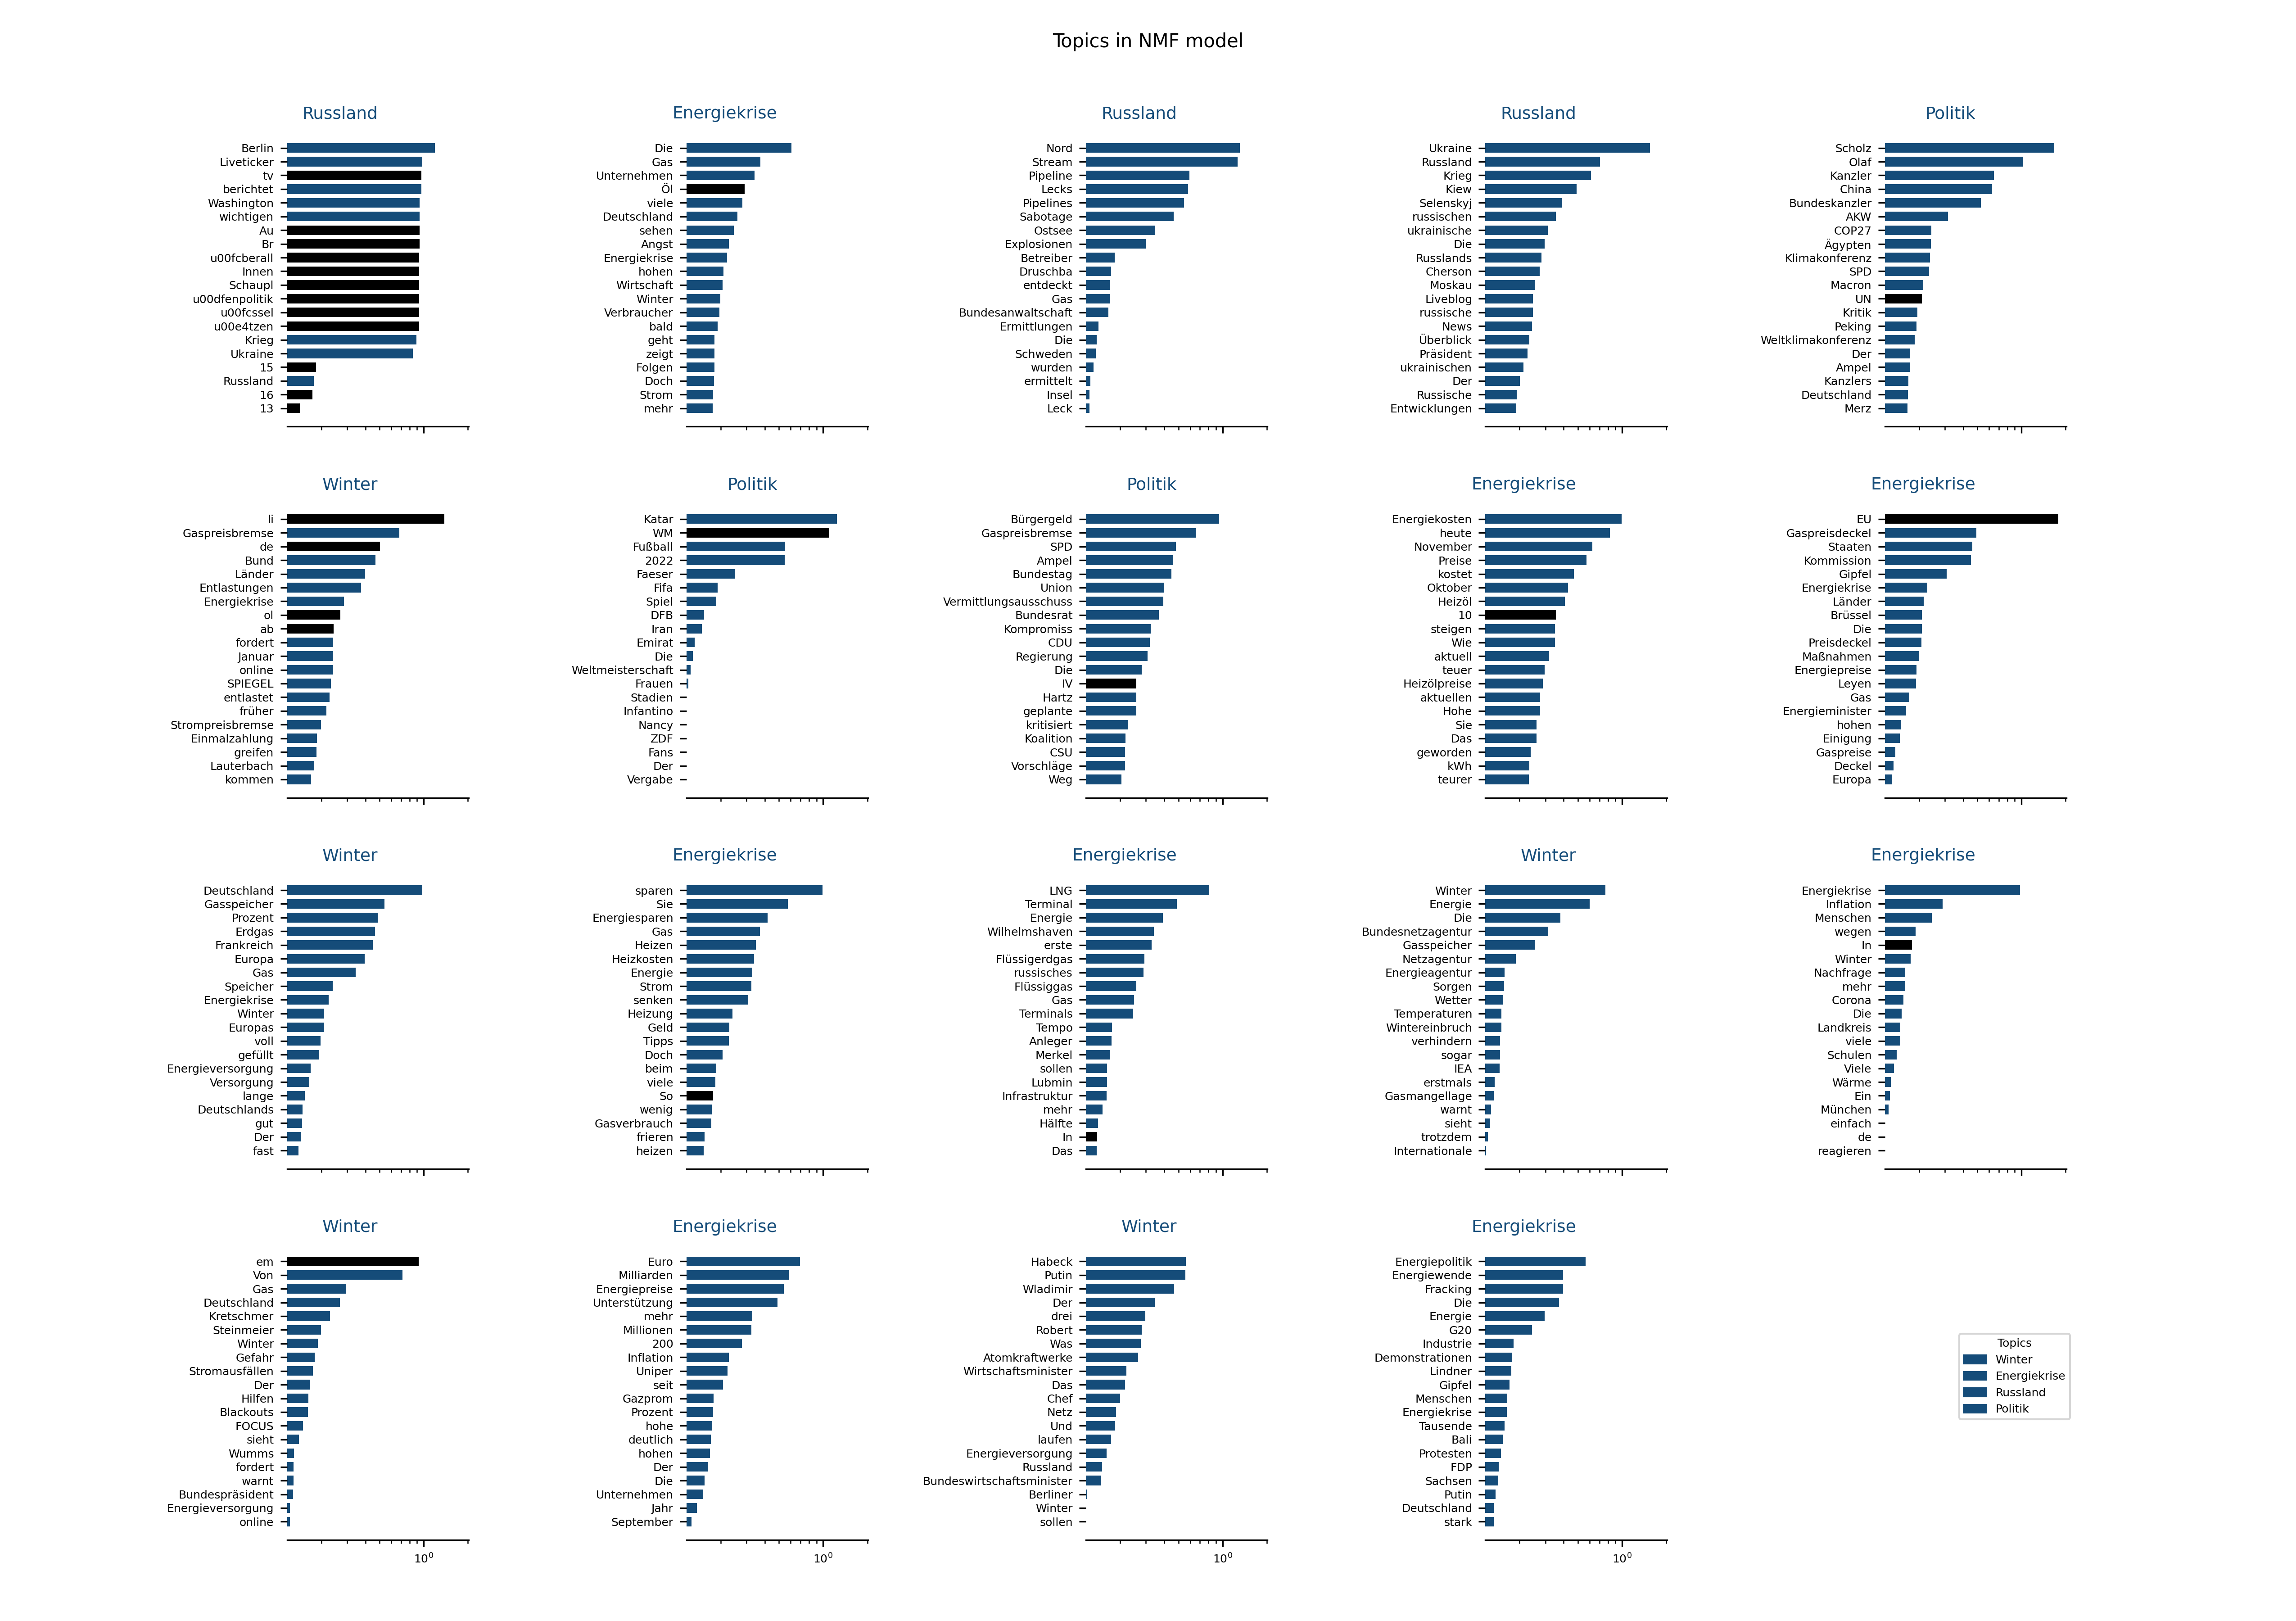 Topics in NMF model
Russland
Berlin
Liveticker
tv
berichtet
Washington
wichtigen
Au
Br
u00fcberall
Innen
Schaupl
u00dfenpolitik
u00fcssel
u00e4tzen
Krieg
Ukraine
15
Russland
16
13
Energiekrise
Die
Gas
Unternehmen
Öl
viele
Deutschland
sehen
Angst
Energiekrise
hohen
Wirtschaft
Winter
Verbraucher
bald
geht
zeigt
Folgen
Doch
Strom
mehr
Russland
Nord
Stream
Pipeline
Lecks
Pipelines
Sabotage
Ostsee
Explosionen
Betreiber
Druschba
entdeckt
Gas
Bundesanwaltschaft
Ermittlungen
Die
Schweden
wurden
ermittelt
Insel
Leck
Russland
Ukraine
Russland
Krieg
Kiew
Selenskyj
russischen
ukrainische
Die
Russlands
Cherson
Moskau
Liveblog
russische
News
Überblick
Präsident
ukrainischen
Der
Russische
Entwicklungen
Politik
Scholz
Olaf
Kanzler
China
Bundeskanzler
AKW
COP27
Ägypten
Klimakonferenz
SPD
Macron
UN
Kritik
Peking
Weltklimakonferenz
Der
Ampel
Kanzlers
Deutschland
Merz
Winter
li
Gaspreisbremse
de
Bund
Länder
Entlastungen
Energiekrise
ol
ab
fordert
Januar
online
SPIEGEL
entlastet
früher
Strompreisbremse
Einmalzahlung
greifen
Lauterbach
kommen
Politik
Katar
WM
Fußball
2022
Faeser
Fifa
Spiel
DFB
Iran
Emirat
Die
Weltmeisterschaft
Frauen
Stadien
Infantino
Nancy
ZDF
Fans
Der
Vergabe
Politik
Bürgergeld
Gaspreisbremse
SPD
Ampel
Bundestag
Union
Vermittlungsausschuss
Bundesrat
Kompromiss
CDU
Regierung
Die
IV
Hartz
geplante
kritisiert
Koalition
CSU
Vorschläge
Weg
Energiekrise
Energiekosten
heute
November
Preise
kostet
Oktober
Heizöl
10
steigen
Wie
aktuell
teuer
Heizölpreise
aktuellen
Hohe
Sie
Das
geworden
kWh
teurer
Energiekrise
EU
Gaspreisdeckel
Staaten
Kommission
Gipfel
Energiekrise
Länder
Brüssel
Die
Preisdeckel
Maßnahmen
Energiepreise
Leyen
Gas
Energieminister
hohen
Einigung
Gaspreise
Deckel
Europa
Winter
Deutschland
Gasspeicher
Prozent
Erdgas
Frankreich
Europa
Gas
Speicher
Energiekrise
Winter
Europas
voll
gefüllt
Energieversorgung
Versorgung
lange
Deutschlands
gut
Der
fast
Energiekrise
sparen
Sie
Energiesparen
Gas
Heizen
Heizkosten
Energie
Strom
senken
Heizung
Geld
Tipps
Doch
beim
viele
So
wenig
Gasverbrauch
frieren
heizen
Energiekrise
LNG
Terminal
Energie
Wilhelmshaven
erste
Flüssigerdgas
russisches
Flüssiggas
Gas
Terminals
Tempo
Anleger
Merkel
sollen
Lubmin
Infrastruktur
mehr
Hälfte
In
Das
Winter
Winter
Energie
Die
Bundesnetzagentur
Gasspeicher
Netzagentur
Energieagentur
Sorgen
Wetter
Temperaturen
Wintereinbruch
verhindern
sogar
IEA
erstmals
Gasmangellage
warnt
sieht
trotzdem
Internationale
Energiekrise
Energiekrise
Inflation
Menschen
wegen
In
Winter
Nachfrage
mehr
Corona
Die
Landkreis
viele
Schulen
Viele
Wärme
Ein
München
einfach
de
reagieren
Winter
em
Von
Gas
Deutschland
Kretschmer
Steinmeier
Winter
Gefahr
Stromausfällen
Der
Hilfen
Blackouts
FOCUS
sieht
Wumms
fordert
warnt
Bundespräsident
Energieversorgung
online
10⁰
Energiekrise
Euro
Milliarden
Energiepreise
Unterstützung
mehr
Millionen
200
Inflation
Uniper
seit
Gazprom
Prozent
hohe
deutlich
hohen
Der
Die
Unternehmen
Jahr
September
10⁰
Winter
Habeck
Putin
Wladimir
Der
drei
Robert
Was
Atomkraftwerke
Wirtschaftsminister
Das
Chef
Netz
Und
laufen
Energieversorgung
Russland
Bundeswirtschaftsminister
Berliner
Winter
sollen
10⁰
Energiekrise
Energiepolitik
Energiewende
Fracking
Die
Energie
G20
Industrie
Demonstrationen
Lindner
Gipfel
Menschen
Energiekrise
Tausende
Bali
Protesten
FDP
Sachsen
Putin
Deutschland
stark
10⁰
Topics
Winter
Energiekrise
Russland
Politik